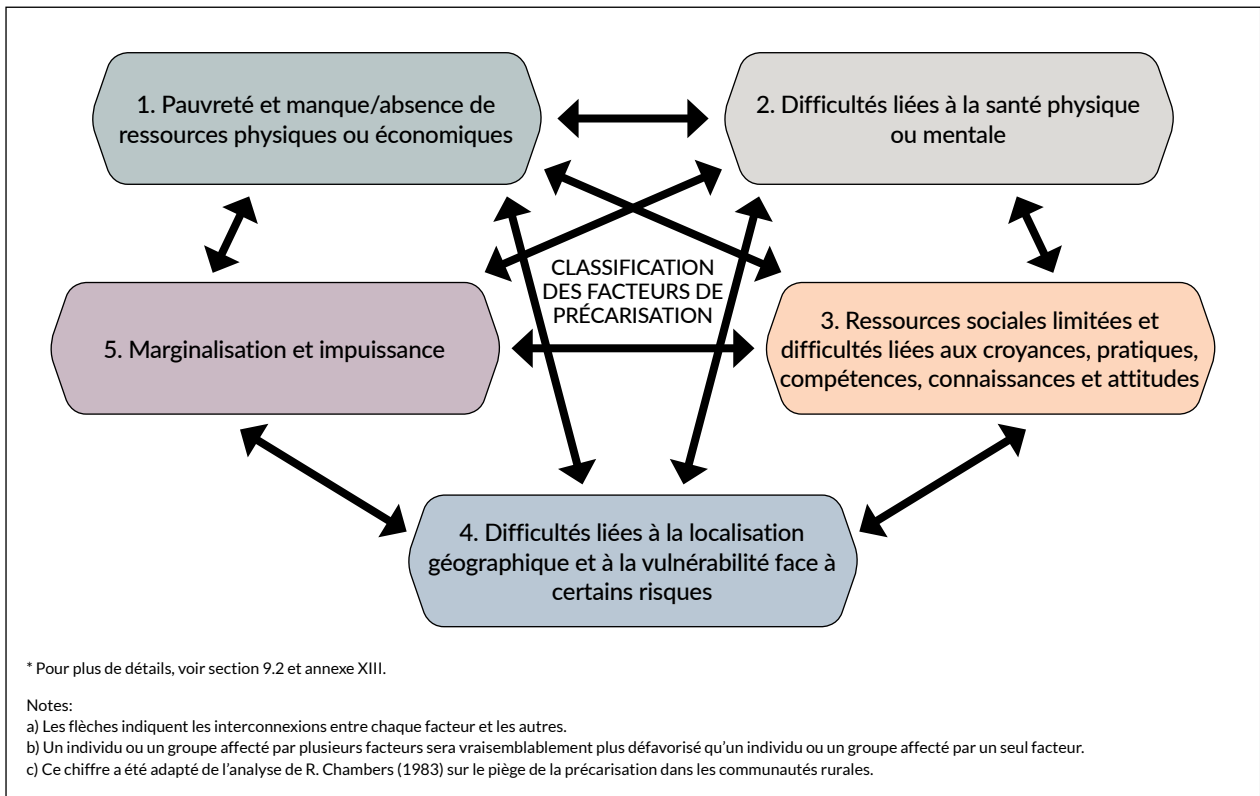 1. Pauvreté et manque/absence de
ressources physiques ou économiques
2. Difficultés liées à la santé physique
ou mentale
CLASSIFICATION
DES FACTEURS DE
PRÉCARISATION
5. Marginalisation et impuissance
3. Ressources sociales limitées et
difficultés liées aux croyances, pratiques,
compétences, connaissances et attitudes
4. Difficultés liées à la localisation
géographique et à la vulnérabilité face à
certains risques
* Pour plus de détails, voir section 9.2 et annexe XIII.
Notes:
a) Les flèches indiquent les interconnexions entre chaque facteur et les autres.
b) Un individu ou un groupe affecté par plusieurs facteurs sera vraisemblablement plus défavorisé qu’un individu ou un groupe affecté par un seul facteur.
c) Ce chiffre a été adapté de l’analyse de R. Chambers (1983) sur le piège de la précarisation dans les communautés rurales.